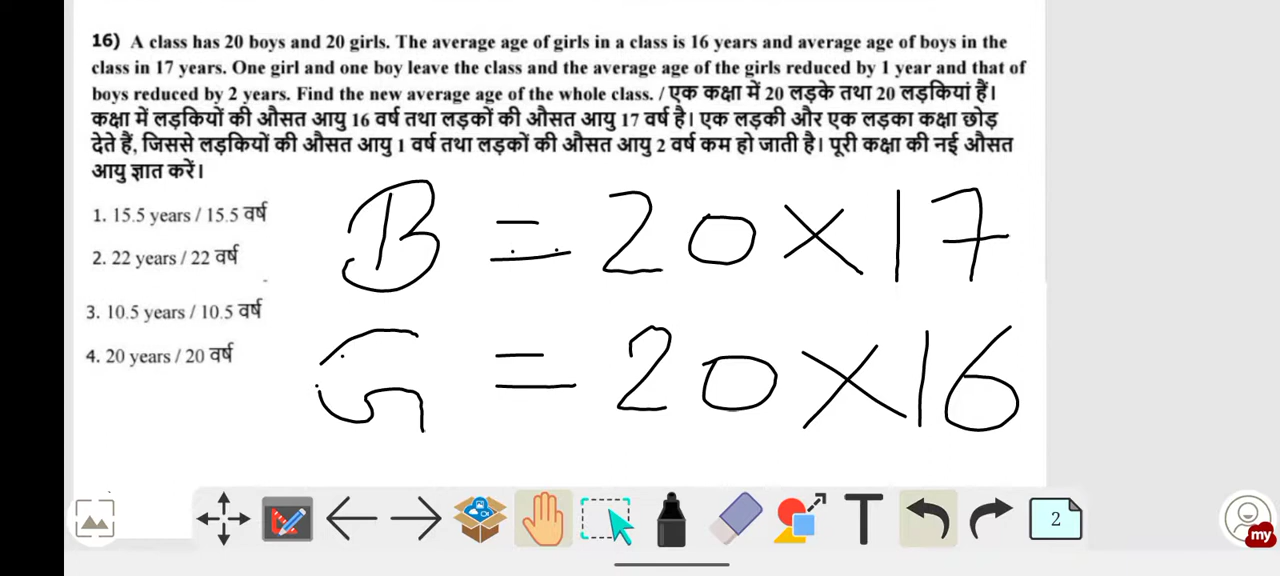 16) A class has 20 boys and 20 girls. The average age of girls in a class is 16 years and average age of boys in the
class in 17 years. One girl and one boy leave the class and the average age of the girls reduced by 1 year and that of
boys reduced by 2 years. Find the new average age of the whole class. / एक कक्षा में 20 लड़के तथा 20 लड़कियां हैं।
कक्षा में लड़कियों की औसत आयु 16 वर्ष तथा लड़कों की औसत आयु 17 वर्ष है। एक लड़की और एक लड़का कक्षा छोड़
देते हैं, जिससे लड़कियों की औसत आयु 1 वर्ष तथा लड़कों की औसत आयु 2 वर्ष कम हो जाती है। पूरी कक्षा की नई औसत
आयु ज्ञात करें।
1. 15.5 years / 15.5 वर्ष
2. 22 years / 22 वर्ष
3. 10.5 years / 10.5 वर्ष
4. 20 years / 20 वर्ष
B = 20 × 17
G = 20 × 16
T
2
my